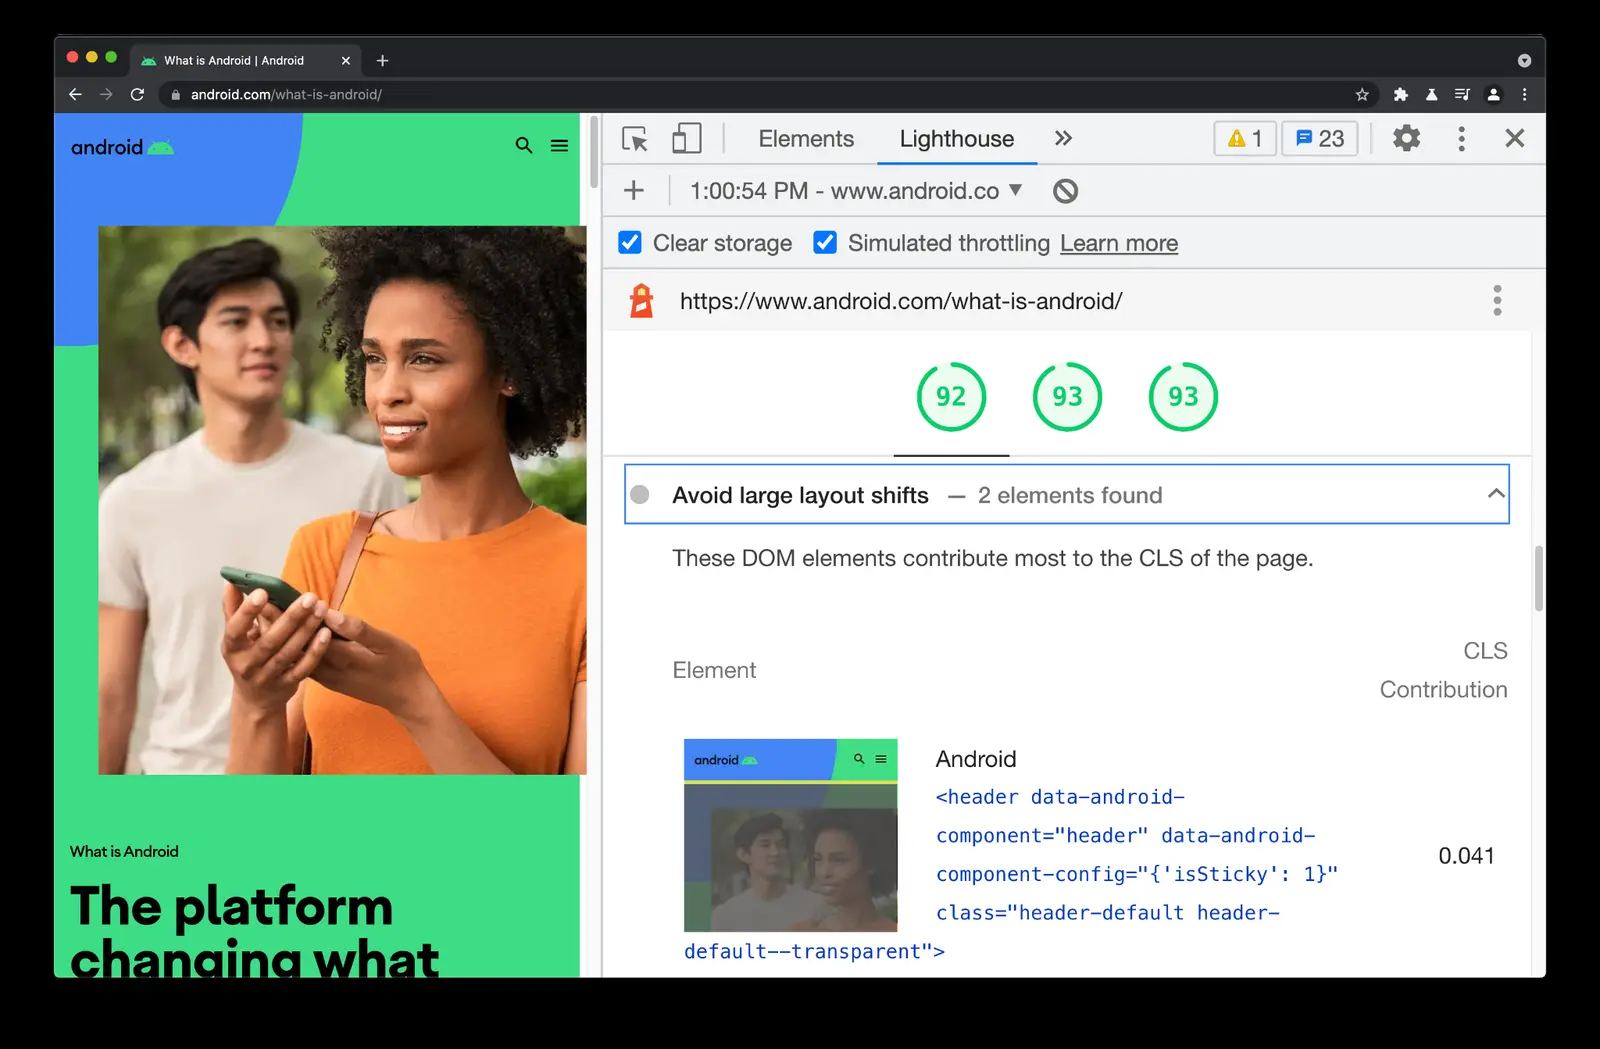 What is Android | Android
android.com/what-is-android/
android
What is Android
The platform
changing what
Elements
Lighthouse
1
23
1:00:54 PM - www.android.co
Clear storage
Simulated throttling
Learn more
https://www.android.com/what-is-android/
92
93
93
Avoid large layout shifts — 2 elements found
These DOM elements contribute most to the CLS of the page.
Element
CLS
Contribution
android
Android
<header data-android-
component="header" data-android-
component-config="{'isSticky': 1}"
class="header-default header-
default--transparent">
0.041